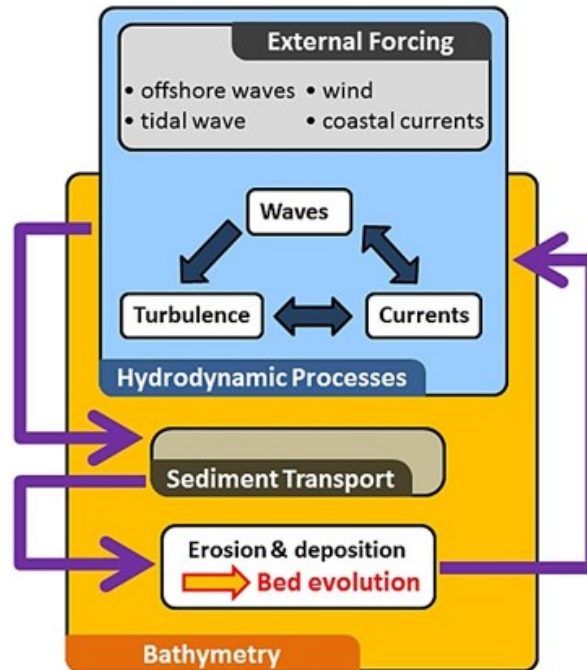 External Forcing
• offshore waves • wind
• tidal wave • coastal currents
Waves
Turbulence Currents
Hydrodynamic Processes
Sediment Transport
Erosion & deposition
Bed evolution
Bathymetry